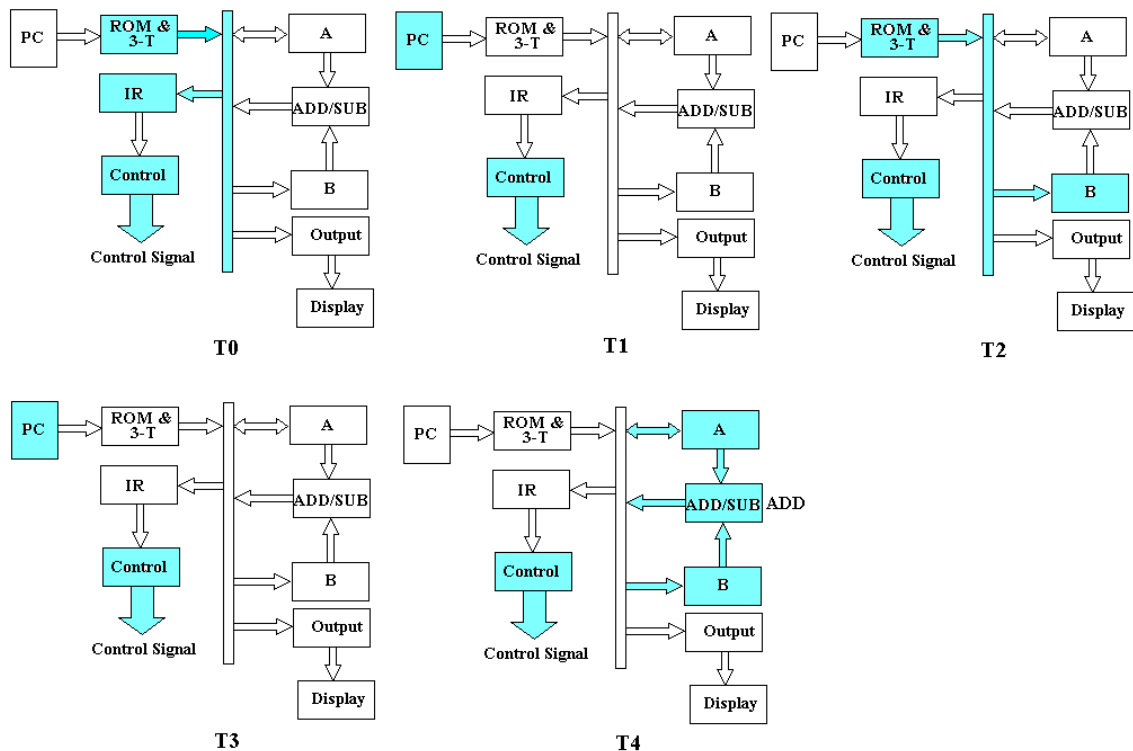 PC
ROM &
3-T
A
IR
ADD/SUB
Control
B
Control Signal
Output
Display
T0
PC
ROM &
3-T
A
IR
ADD/SUB
Control
B
Control Signal
Output
Display
T1
PC
ROM &
3-T
A
IR
ADD/SUB
Control
B
Control Signal
Output
Display
T2
PC
ROM &
3-T
A
IR
ADD/SUB
Control
B
Control Signal
Output
Display
T3
PC
ROM &
3-T
A
IR
ADD/SUB ADD
Control
B
Control Signal
Output
Display
T4